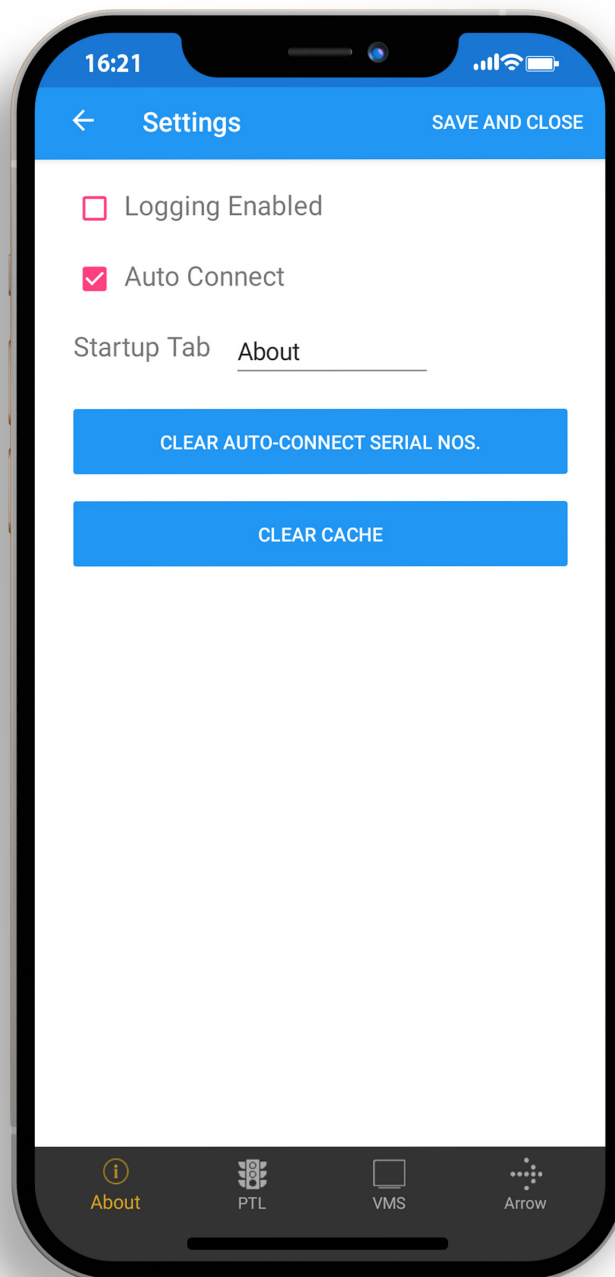 16:21
Settings
SAVE AND CLOSE
Logging Enabled
Auto Connect
Startup Tab About
CLEAR AUTO-CONNECT SERIAL NOS.
CLEAR CACHE
About PTL VMS Arrow